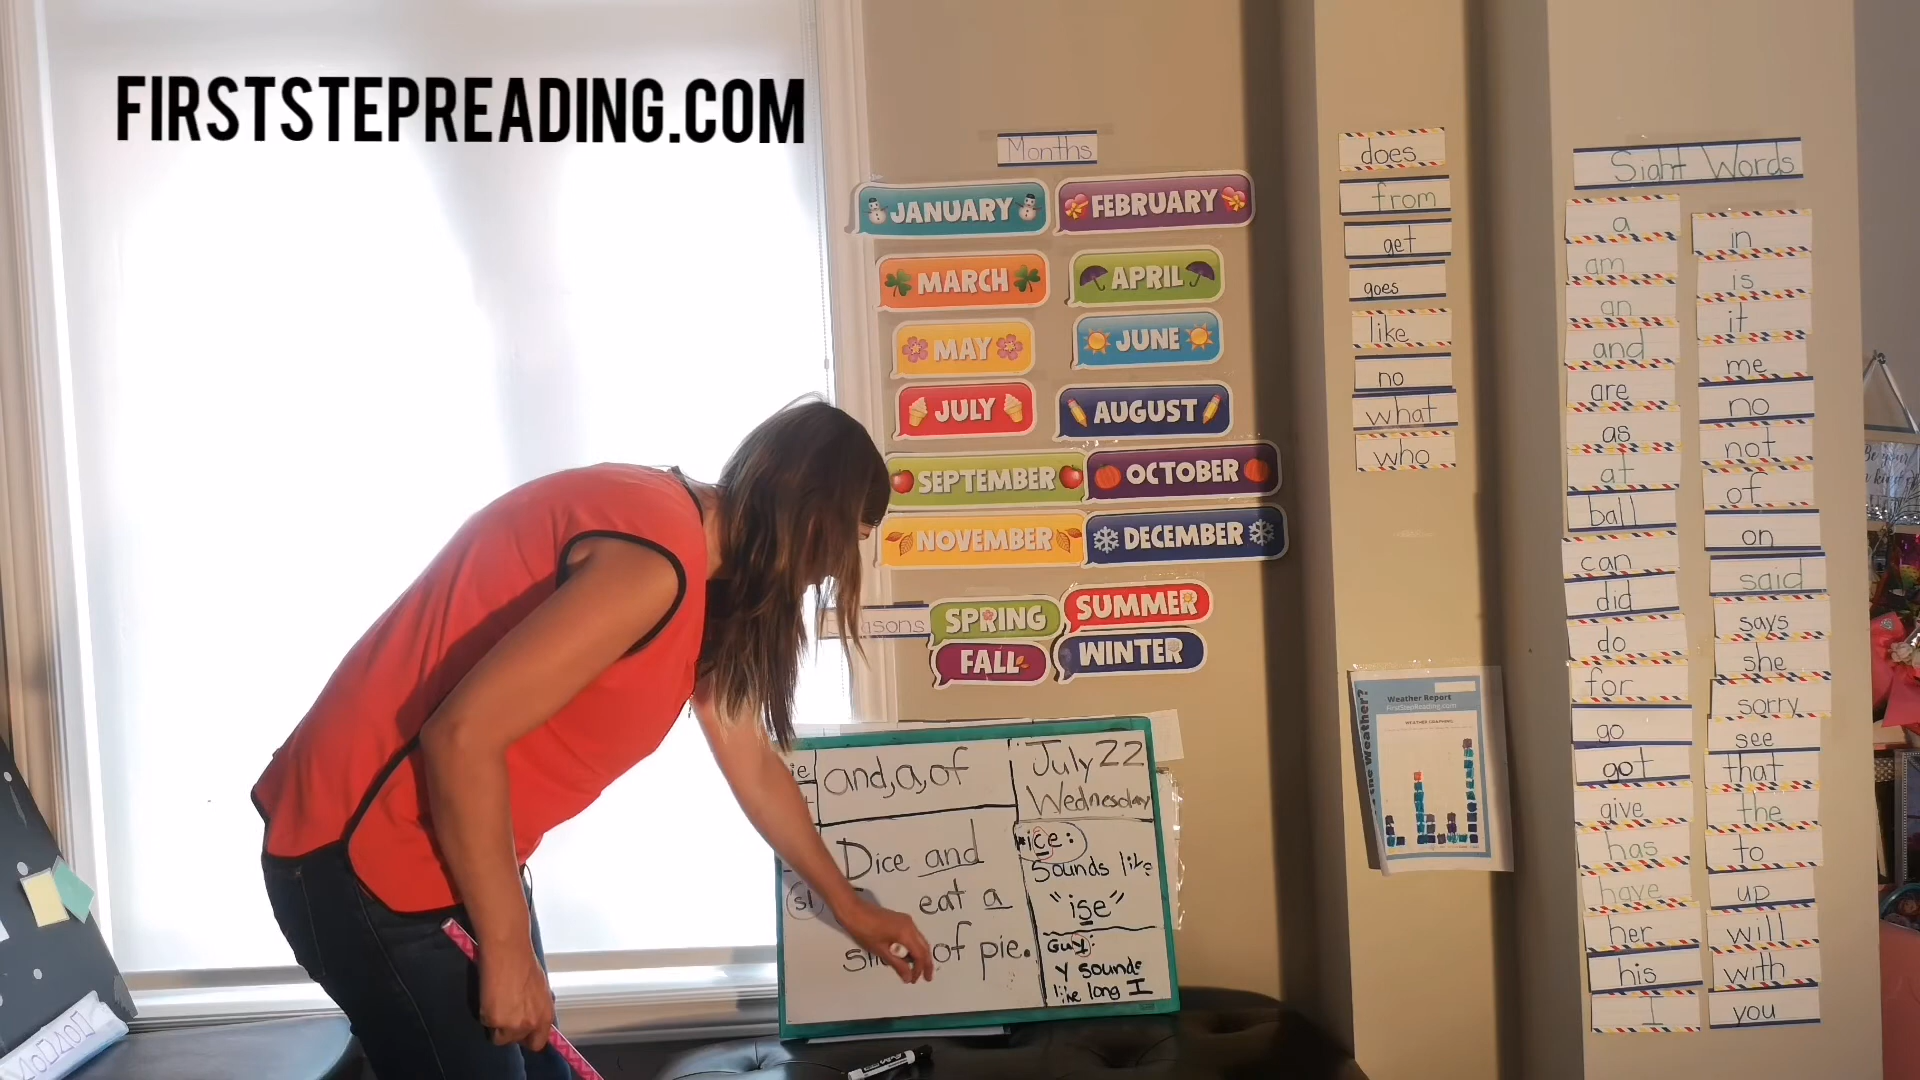 FIRSTSTEPREADING.COM
Months
JANUARY FEBRUARY
MARCH APRIL
MAY JUNE
JULY AUGUST
SEPTEMBER OCTOBER
NOVEMBER DECEMBER
SPRING SUMMER
FALL WINTER
does
from
get
goes
like
no
what
who
Weather Report
FirstStepReading.com
Sight Words
a
am
an
and
are
as
at
ball
can
did
do
for
go
got
give
has
have
her
his
I
in
is
it
me
no
not
of
on
said
says
she
sorry
see
that
the
to
up
will
with
you
and, a, of
July 22
Wednesday
Dice and
eat a
of pie.
sl
ice:
Sounds like
"ise"
Guy:
Y sounds
like long I